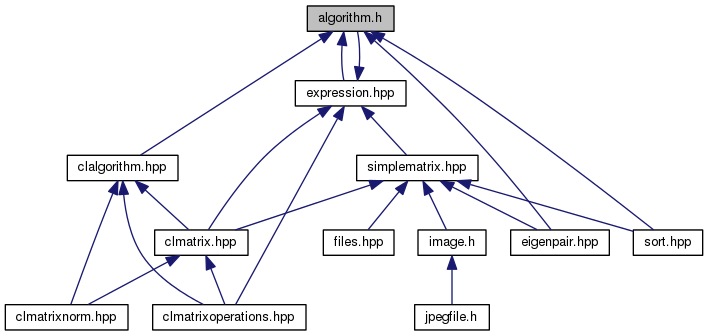 algorithm.h
expression.hpp
clalgorithm.hpp
simplematrix.hpp
clmatrix.hpp
files.hpp
image.h
eigenpair.hpp
sort.hpp
clmatrixnorm.hpp
clmatrixoperations.hpp
jpegfile.h